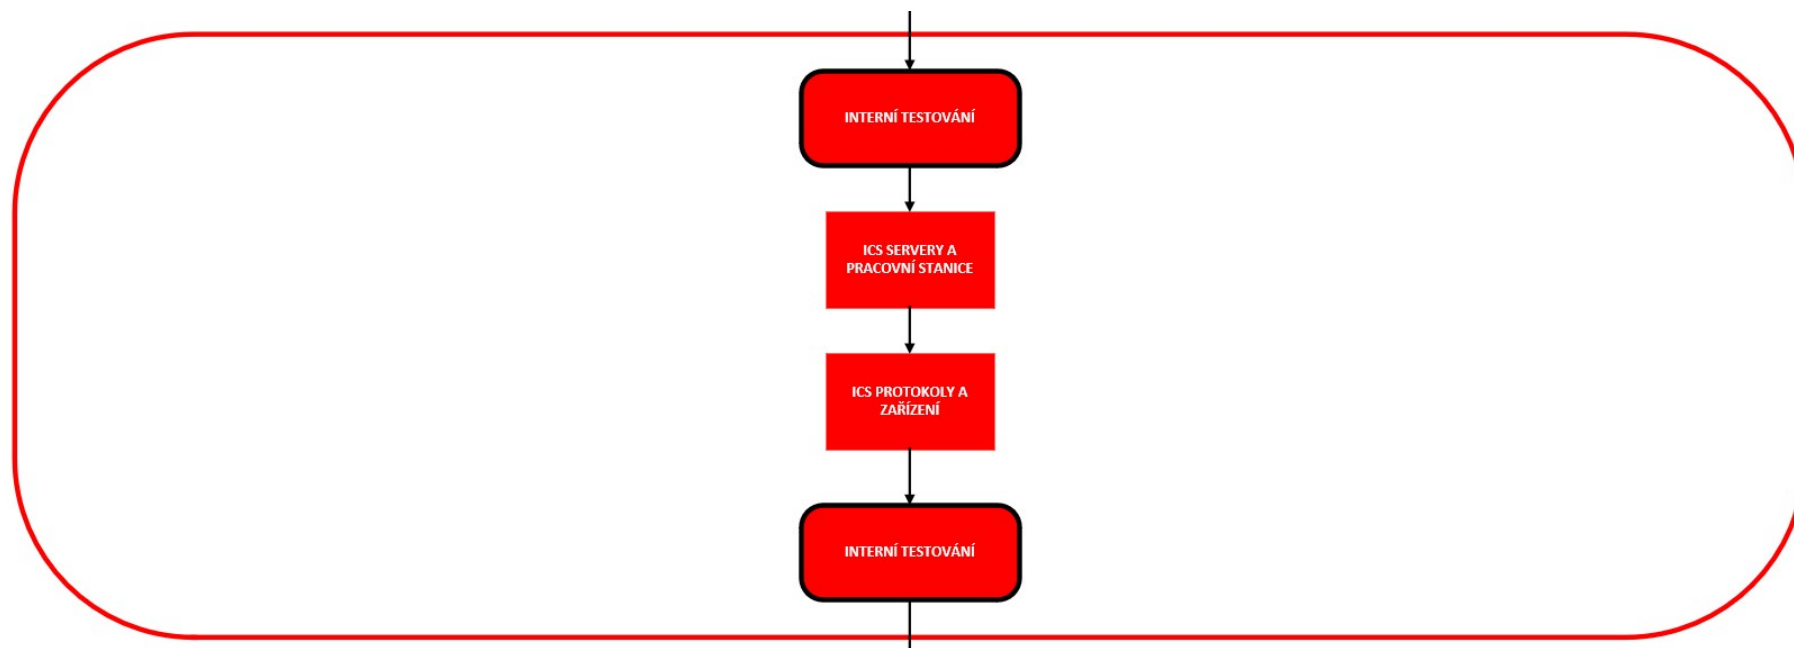 INTERNÍ TESTOVÁNÍ
ICS SERVERY A
PRACOVNÍ STANICE
ICS PROTOKOLY A
ZAŘÍZENÍ
INTERNÍ TESTOVÁNÍ